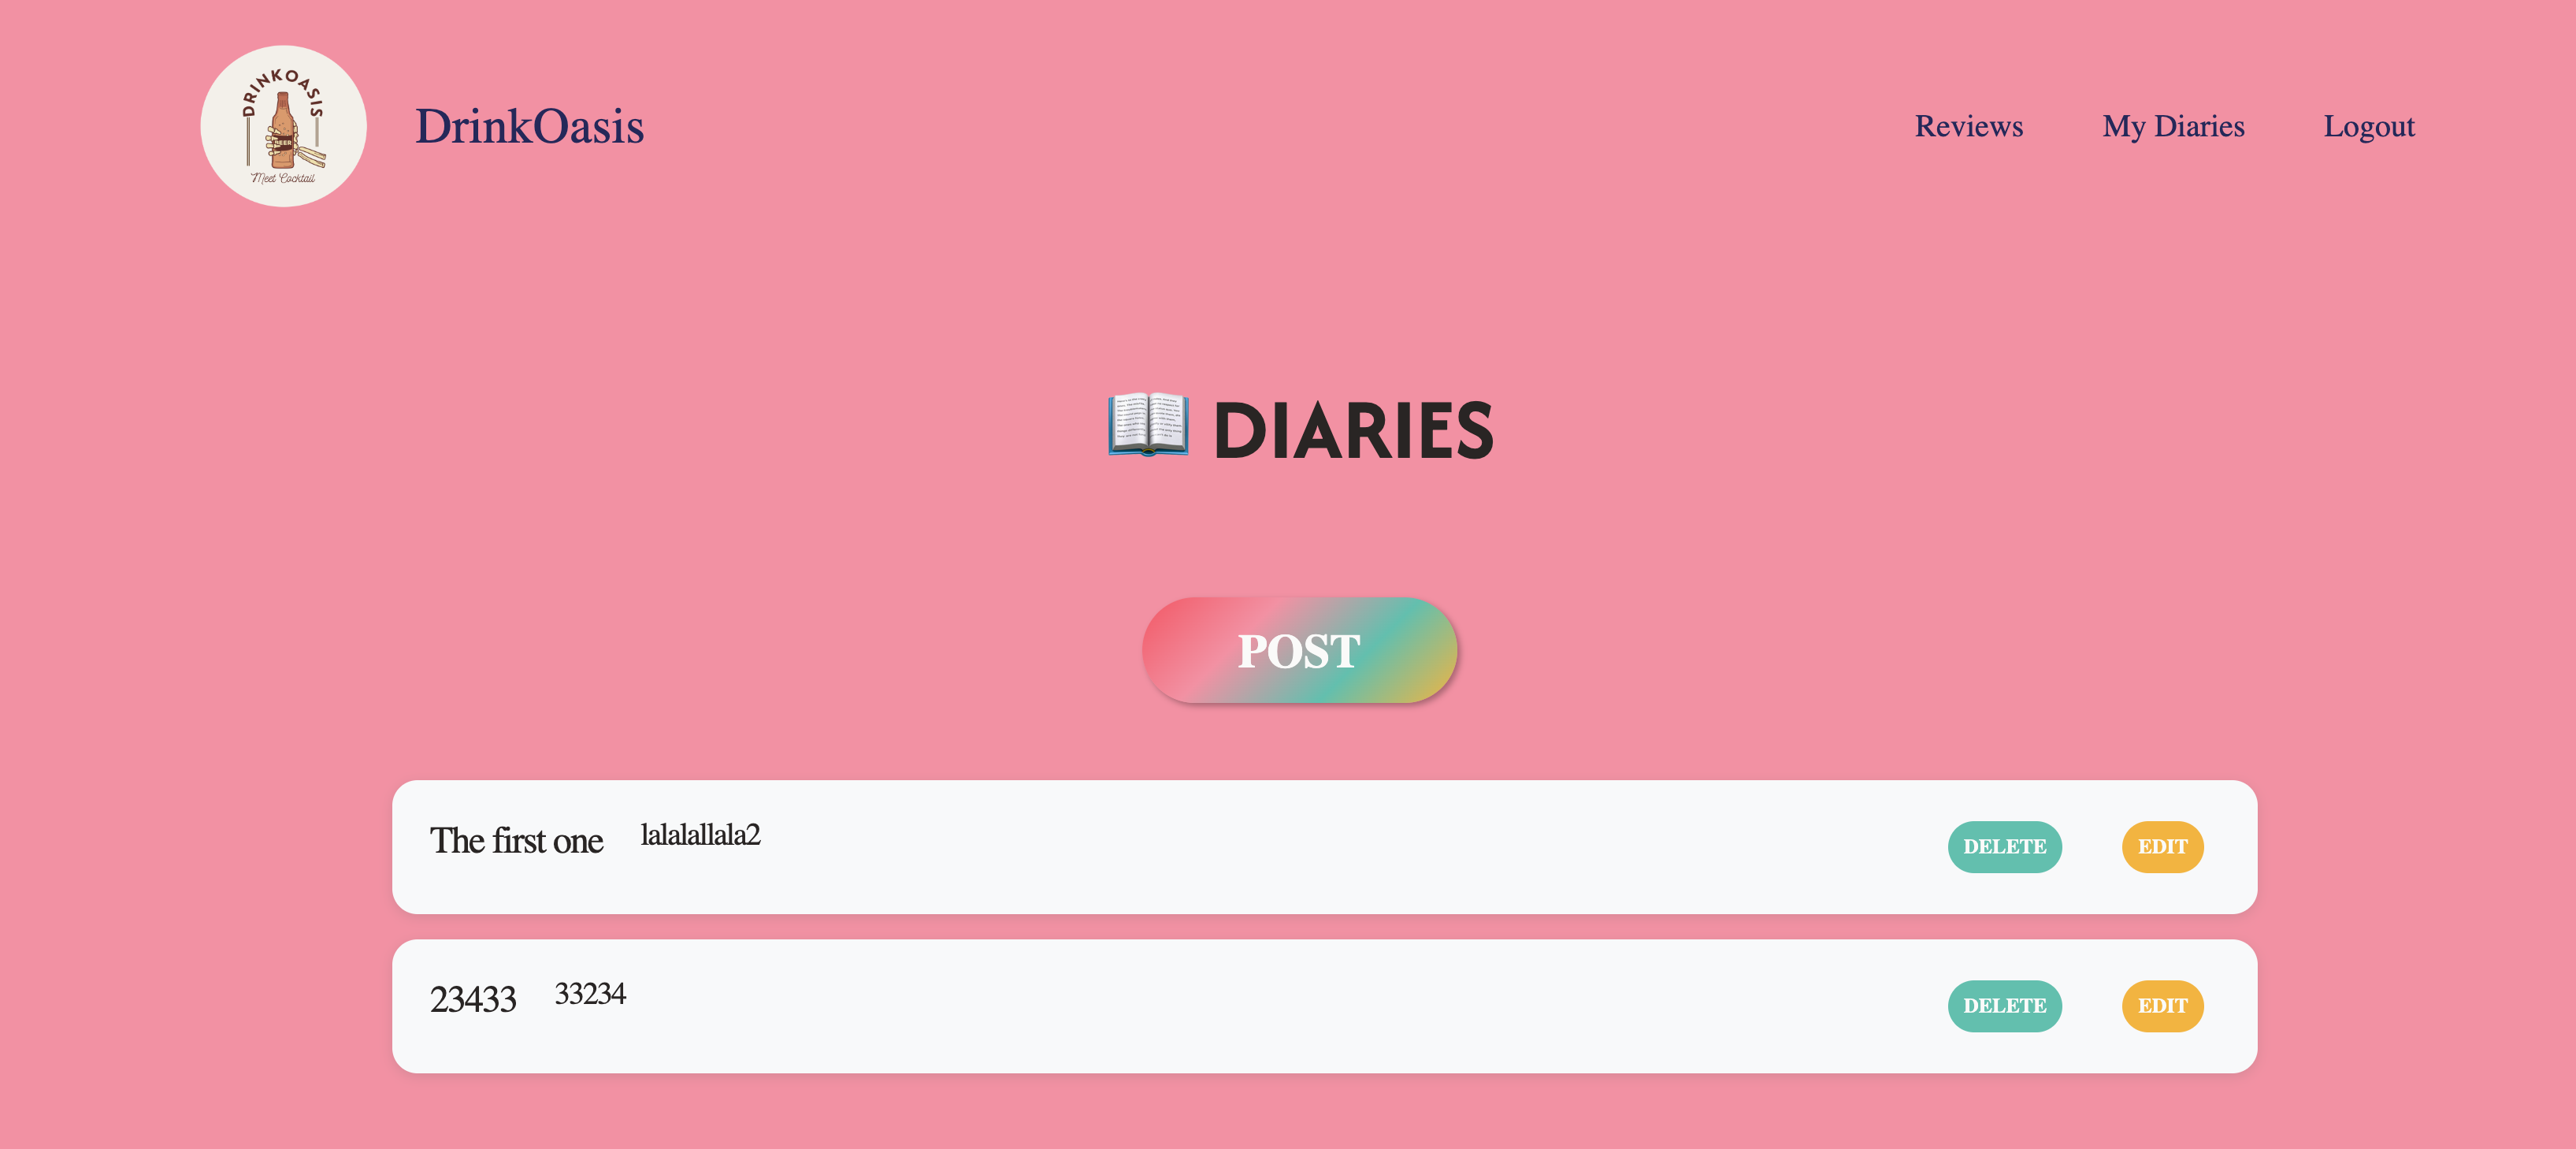 DRINKOASIS
BEER
Meet Cocktail
DrinkOasis
Reviews
My Diaries
Logout
DIARIES
POST
The first one lalalallala2
DELETE
EDIT
23433 33234
DELETE
EDIT